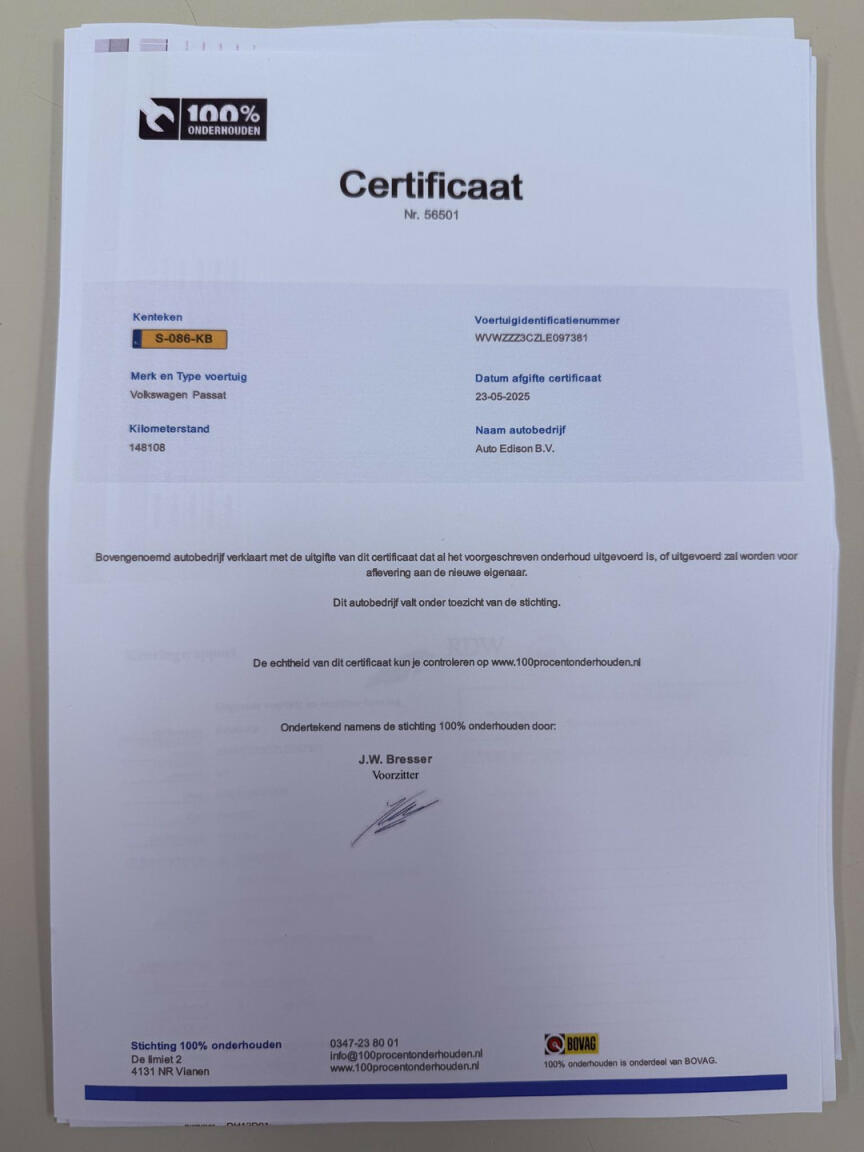 100%
ONDERHOUDEN
Certificaat
Nr. 56501
Kenteken
S-086-KB
Merk en Type voertuig
Volkswagen Passat
Kilometerstand
148108
Voertuigidentificatienummer
WVWZZZ3CZLE097381
Datum afgifte certificaat
23-05-2025
Naam autobedrijf
Auto Edison B.V.
Bovengenoemd autobedrijf verklaart met de uitgifte van dit certificaat dat al het voorgeschreven onderhoud uitgevoerd is, of uitgevoerd zal worden voor
aflevering aan de nieuwe eigenaar.
Dit autobedrijf valt onder toezicht van de stichting.
De echtheid van dit certificaat kun je controleren op www.100procentonderhouden.nl
Ondertekend namens de stichting 100% onderhouden door:
J.W. Bresser
Voorzitter
Stichting 100% onderhouden
De limiet 2
4131 NR Vianen
0347-23 80 01
info@100procentonderhouden.nl
www.100procentonderhouden.nl
BOVAG
100% onderhouden is onderdeel van BOVAG.